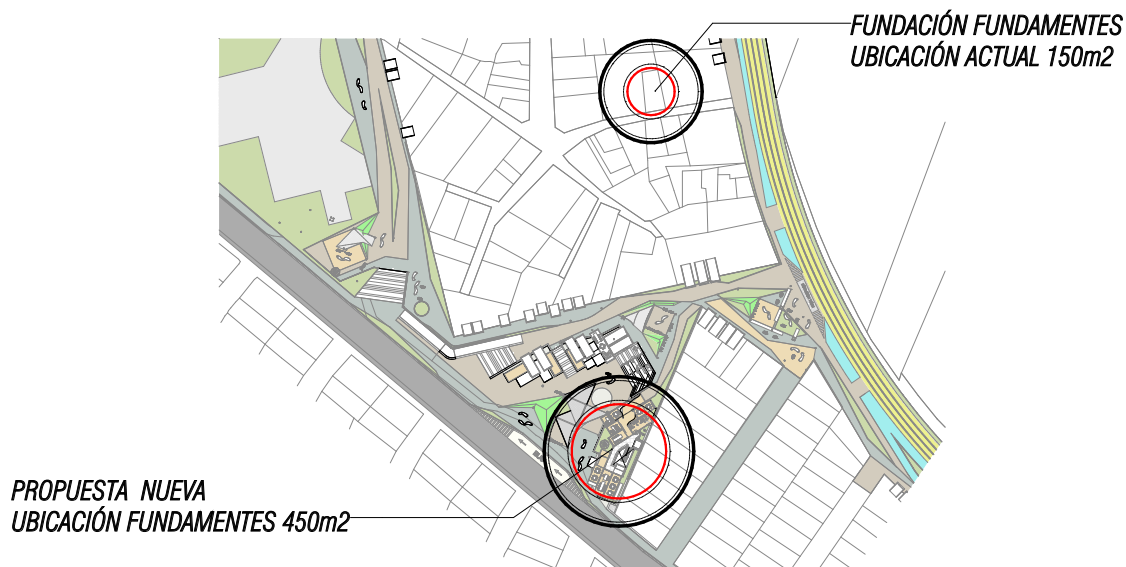 FUNDACIÓN FUNDAMENTES
UBICACIÓN ACTUAL 150m2
PROPUESTA NUEVA
UBICACIÓN FUNDAMENTES 450m2